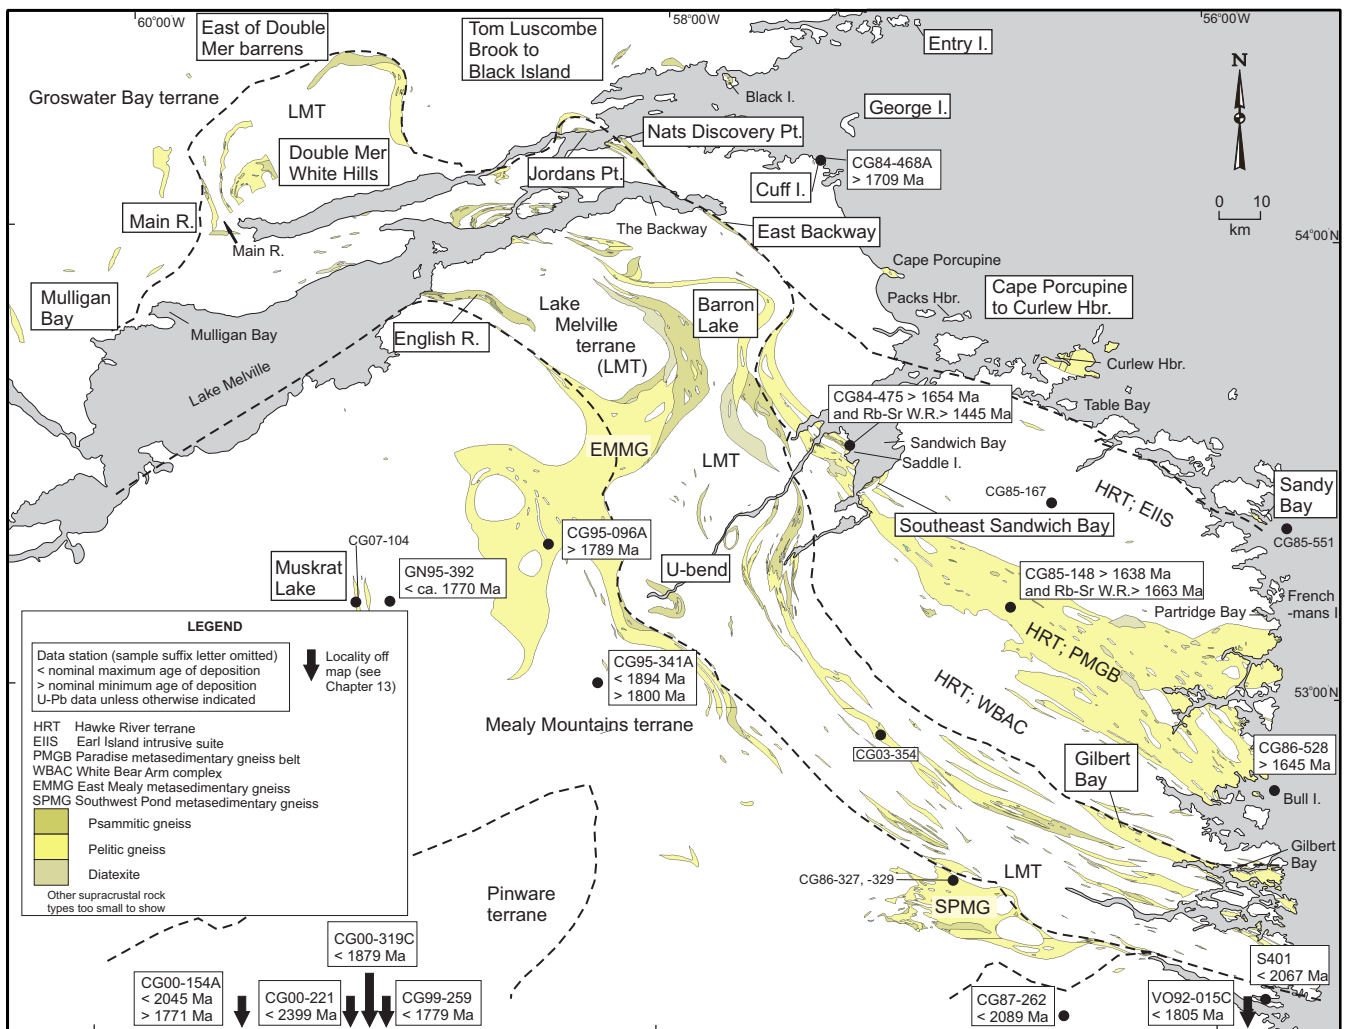 60°00'W
58°00'W
56°00'W
East of Double
Mer barrens
Tom Luscombe
Brook to
Black Island
Entry I.
N
Groswater Bay terrane
LMT
Black I.
George I.
Nats Discovery Pt.
Double Mer
White Hills
Jordans Pt.
CG84-468A
> 1709 Ma
Cuff I.
0 10
km
Main R.
Main R.
The Backway
East Backway
54°00'N
Cape Porcupine
Mulligan
Bay
Mulligan Bay
Lake
Melville
terrane
(LMT)
Barron
Lake
Packs Hbr.
Cape Porcupine
to Curlew Hbr.
English R.
Lake Melville
Curlew Hbr.
CG84-475 > 1654 Ma
and Rb-Sr W.R.> 1445 Ma
Table Bay
EMMG
LMT
Sandwich Bay
Saddle I.
CG85-167
HRT; EIIS
Sandy
Bay
Southeast Sandwich Bay
CG85-551
CG95-096A
> 1789 Ma
CG07-104
Muskrat
Lake
GN95-392
< ca. 1770 Ma
U-bend
CG85-148 > 1638 Ma
and Rb-Sr W.R.> 1663 Ma
French
-mans I
Partridge Bay
HRT; PMGB
LEGEND
Data station (sample suffix letter omitted)
< nominal maximum age of deposition
> nominal minimum age of deposition
U-Pb data unless otherwise indicated
Locality off
map (see
Chapter 13)
HRT Hawke River terrane
EIIS Earl Island intrusive suite
PMGB Paradise metasedimentary gneiss belt
WBAC White Bear Arm complex
EMMG East Mealy metasedimentary gneiss
SPMG Southwest Pond metasedimentary gneiss
Psammitic gneiss
Pelitic gneiss
Diatexite
Other supracrustal rock
types too small to show
CG95-341A
< 1894 Ma
> 1800 Ma
Mealy Mountains terrane
HRT; WBAC
53°00'N
CG03-354
Gilbert
Bay
CG86-528
> 1645 Ma
Bull I.
Gilbert
Bay
LMT
CG86-327, -329
SPMG
Pinware
terrane
CG00-319C
< 1879 Ma
CG00-154A
< 2045 Ma
> 1771 Ma
CG00-221
< 2399 Ma
CG99-259
< 1779 Ma
CG87-262
< 2089 Ma
S401
< 2067 Ma
VO92-015C
< 1805 Ma